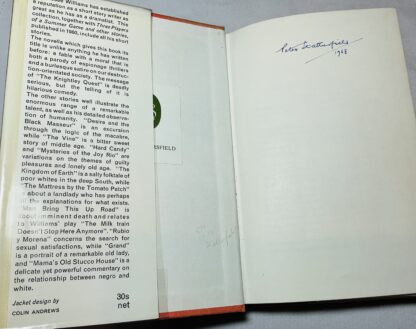 Williams has established
a reputation as a short story writer as
great as he has as a dramatist. This
collection, together with Three Players
of a Summer Game and other stories,
published in 1960, include all his short
stories.
The novella which gives this book its
title is unlike anything he has written
before: a fable with a moral that is
both a parody of espionage thrillers
and a burlesque satire on our destruc-
tion-orientated society. The message
of "The Knightley Quest" is deadly
serious, but the telling of it is
hilarious comedy.
The other stories well illustrate the
enormous range of a remarkable
talent, as well as his detailed observa-
tion of humanity. "Desire and the
Black Masseur" is an excursion
through the logic of the macabre,
while "The Vine" is a bitter sweet
story of middle age. "Hard Candy"
and "Mysteries of the Joy Rio" are
variations on the themes of guilty
pleasures and lonely old age. "The
Kingdom of Earth" is a salty folktale of
poor whites in the deep South, while
"The Mattress by the Tomato Patch"
is about a landlady who has perhaps
all the explanations for what exists.
"Man Bring This Up Road" is
about imminent death and relates
to Williams' play "The Milk train
Doesn't Stop Here Anymore". "Rubio
y Morena" concerns the search for
sexual satisfactions, while "Grand"
is a portrait of a remarkable old lady,
and "Mama's Old Stucco House" is a
delicate yet powerful commentary on
the relationship between negro and
white.
Jacket design by
COLIN ANDREWS
30s
net
RSFIELD
Peter
1968